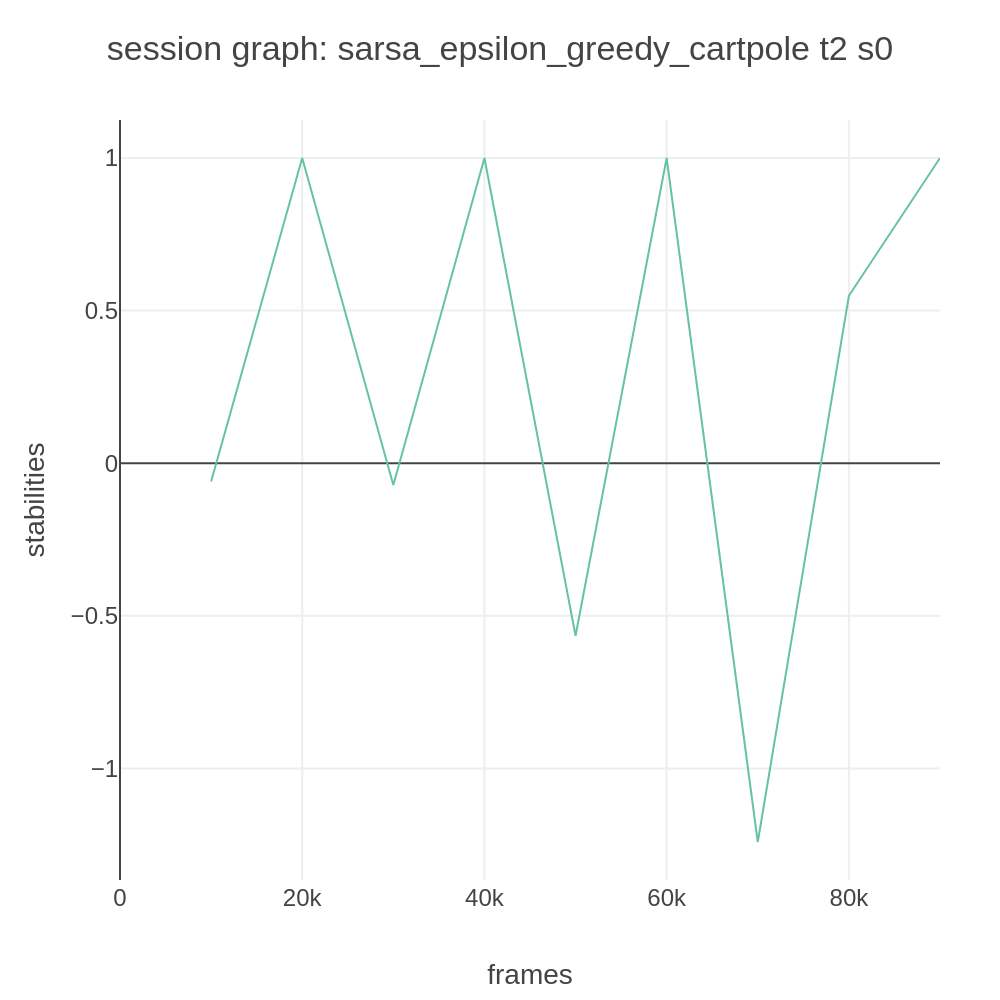 session graph: sarsa_epsilon_greedy_cartpole t2 s0
1
0.5
0
−0.5
−1
stabilities
0 20k 40k 60k 80k
frames